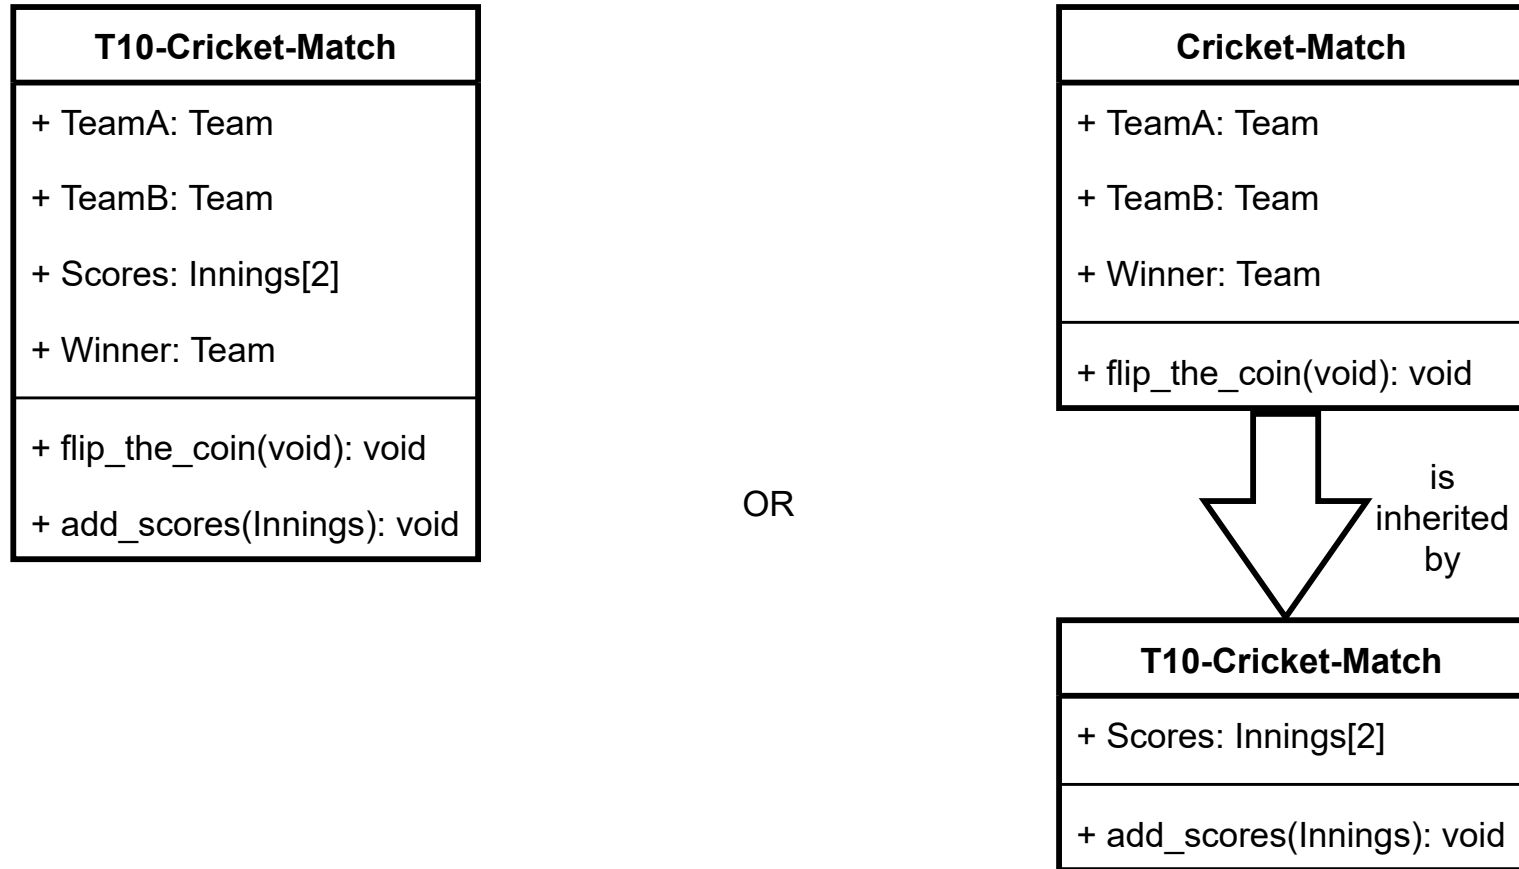 T10-Cricket-Match
+ TeamA: Team
+ TeamB: Team
+ Scores: Innings[2]
+ Winner: Team
+ flip_the_coin(void): void
+ add_scores(Innings): void
OR
Cricket-Match
+ TeamA: Team
+ TeamB: Team
+ Winner: Team
+ flip_the_coin(void): void
is
inherited
by
T10-Cricket-Match
+ Scores: Innings[2]
+ add_scores(Innings): void